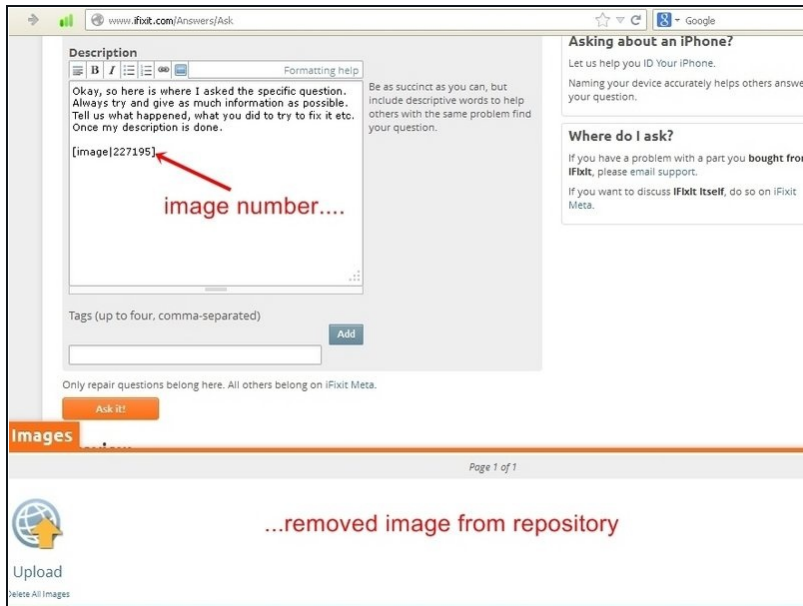 www.ifixit.com/Answers/Ask
Google
Description
B I
Formatting help
Okay, so here is where I asked the specific question.
Always try and give as much information as possible.
Tell us what happened, what you did to try to fix it etc.
Once my description is done.
[image|227195]
image number....
Be as succinct as you can, but
include descriptive words to help
others with the same problem find
your question.
Tags (up to four, comma-separated)
Add
Only repair questions belong here. All others belong on iFixit Meta.
Ask it!
Asking about an iPhone?
Let us help you ID Your iPhone.
Naming your device accurately helps others answe
your question.
Where do I ask?
If you have a problem with a part you bought from
iFixit, please email support.
If you want to discuss iFixit itself, do so on iFixit
Meta.
Images
Page 1 of 1
...removed image from repository
Upload
Delete All Images